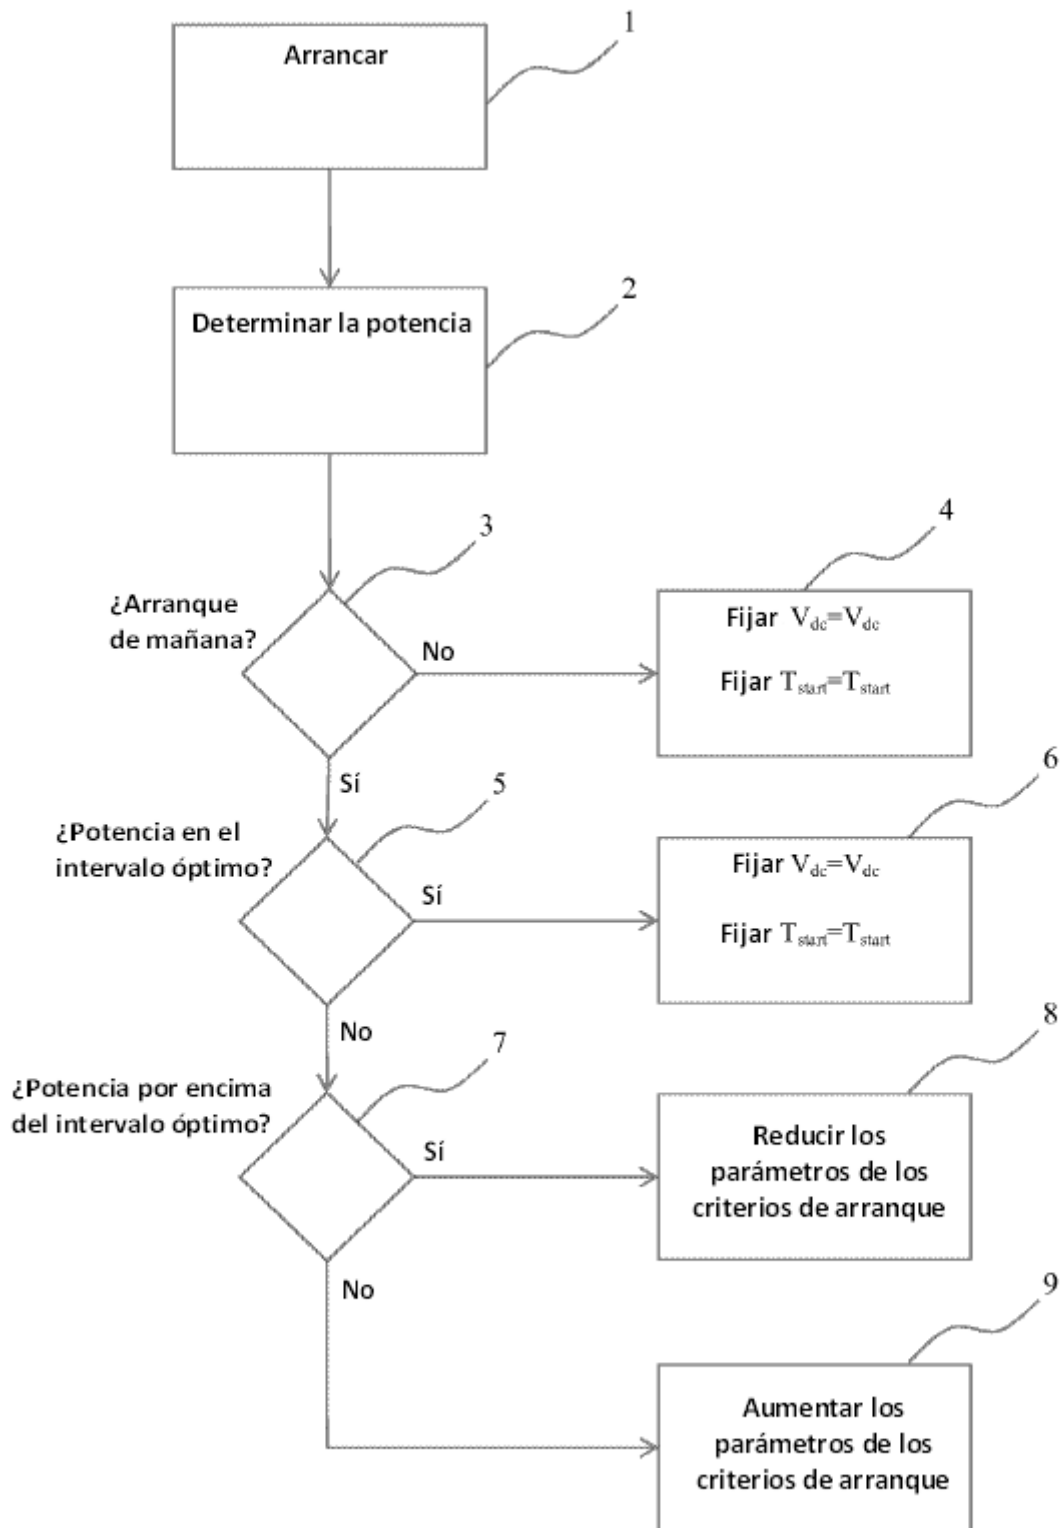 1
Arrancar
2
Determinar la potencia
3
4
¿Arranque
de mañana?
No
Fijar V_dc=V_dc
Fijar T_start=T_start
Sí
5
6
¿Potencia en el
intervalo óptimo?
Sí
Fijar V_dc=V_dc
Fijar T_start=T_start
No
7
8
¿Potencia por encima
del intervalo óptimo?
Sí
Reducir los
parámetros de los
criterios de arranque
No
9
Aumentar los
parámetros de los
criterios de arranque